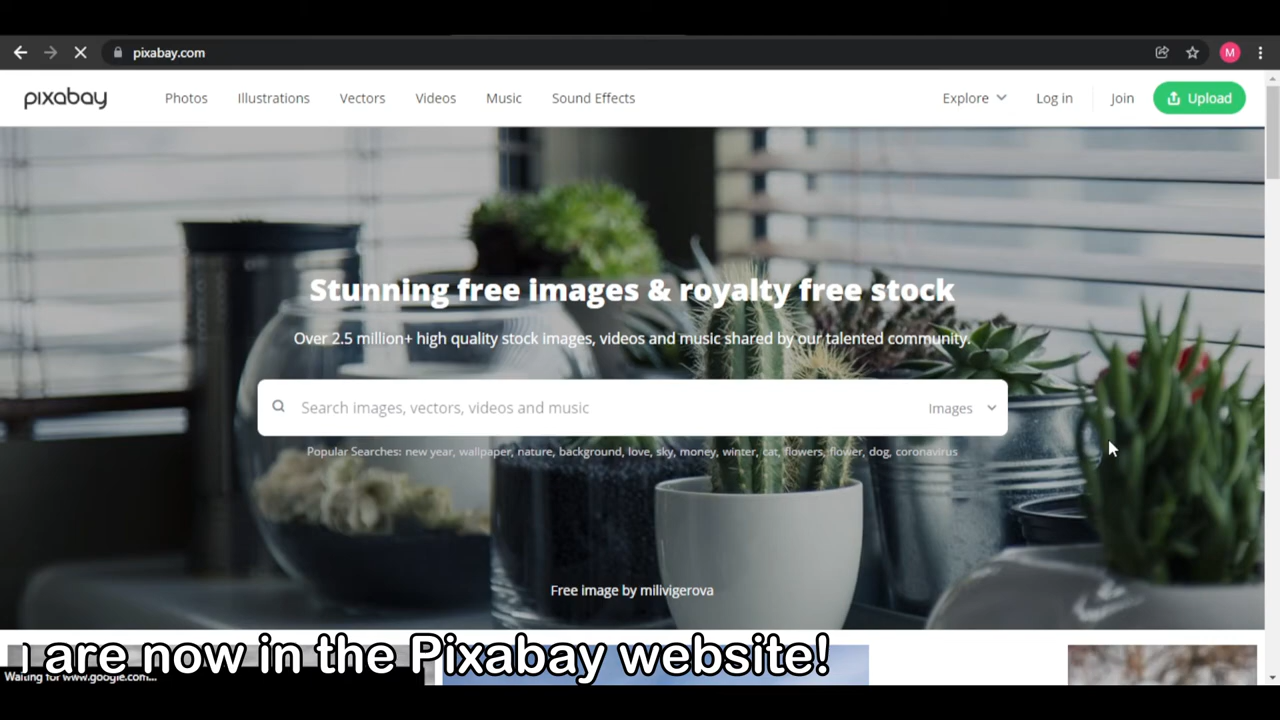 pixabay.com
M
pixabay
Photos
Illustrations
Vectors
Videos
Music
Sound Effects
Explore
Log in
Join
Upload
Stunning free images & royalty free stock
Over 2.5 million+ high quality stock images, videos and music shared by our talented community.
Search images, vectors, videos and music
Images
Popular Searches: new year, wallpaper, nature, background, love, sky, money, winter, cat, flowers, flower, dog, coronavirus
Free image by milivigerova
are now in the Pixabay website!
Waiting for www.google.com...